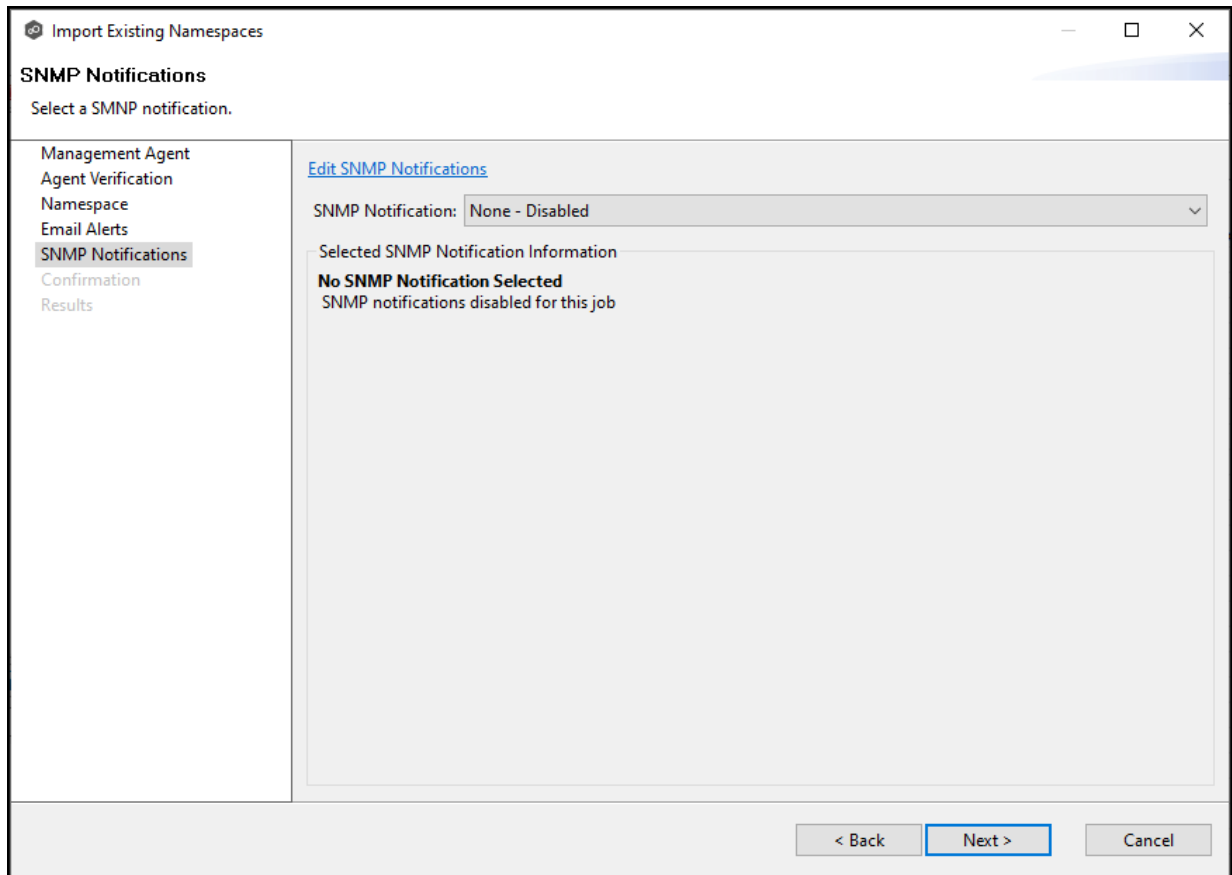 Import Existing Namespaces
SNMP Notifications
Select a SMNP notification.
Management Agent
Agent Verification
Namespace
Email Alerts
SNMP Notifications
Confirmation
Results
Edit SNMP Notifications
SNMP Notification: None - Disabled
Selected SNMP Notification Information
No SNMP Notification Selected
SNMP notifications disabled for this job
< Back Next > Cancel